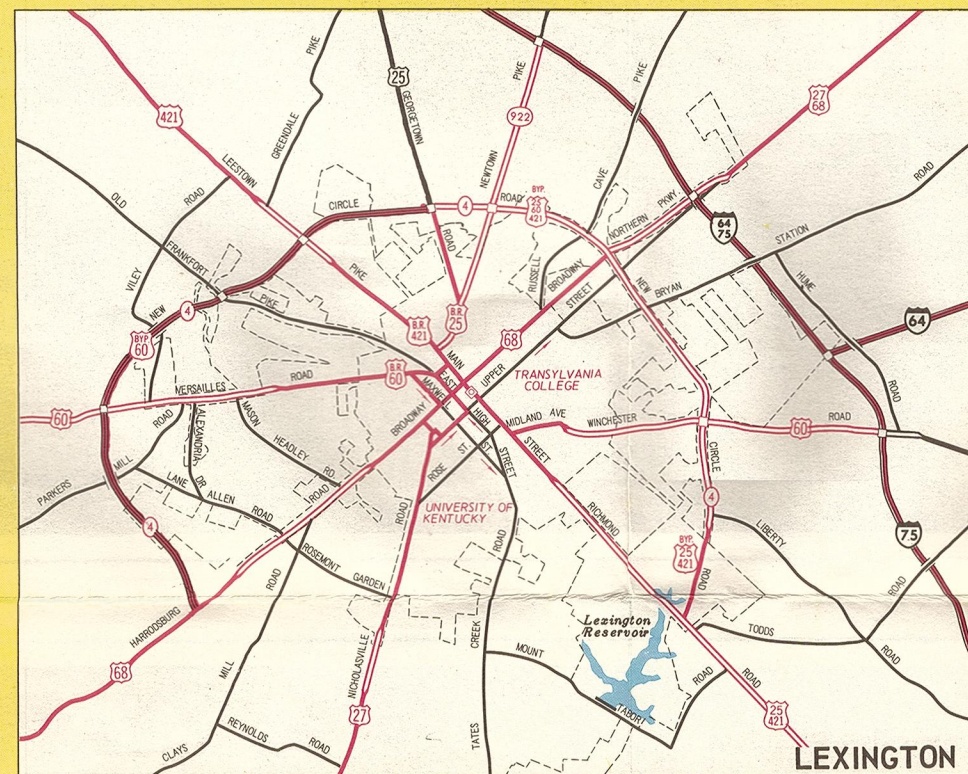 PIKE
25
PIKE
PIKE
27
68
421
GREENDALE
GEORGETOWN
922
LEESTOWN
NEWTOWN
CAVE
ROAD
OLD
ROAD
CIRCLE
4
ROAD
BYP.
25
60
421
NORTHERN
PKWY.
64
75
STATION
FRANKFORT
ROAD
PIKE
RUSSELL
BROADWAY
NEW
BRYAN
HUME
VILEY
NEW
4
PIKE
STREET
BYP.
60
B.R.
421
B.R.
25
68
64
MAIN
VERSAILLES
ROAD
B.R.
60
EAST
UPPER
TRANSYLVANIA
COLLEGE
ROAD
60
ROAD
ALEXANDRIA
DR
MASON
HEADLEY
RD.
BROADWAY
HIGH
ST.
MIDLAND AVE
WINCHESTER
60
ROAD
STREET
STREET
CIRCLE
MILL
PARKERS
LANE
ALLEN
ROAD
ROAD
ROSE
ST.
4
4
UNIVERSITY OF
KENTUCKY
ROAD
RICHMOND
LIBERTY
75
ROSEMONT
GARDEN
ROAD
BYP.
25
421
ROAD
ROAD
ROAD
HARRODSBURG
Lexington
Reservoir
TODDS
ROAD
CREEK
MOUNT
68
MILL
NICHOLASVILLE
ROAD
ROAD
TABOR
27
25
421
REYNOLDS
ROAD
CLAYS
TATES
LEXINGTON